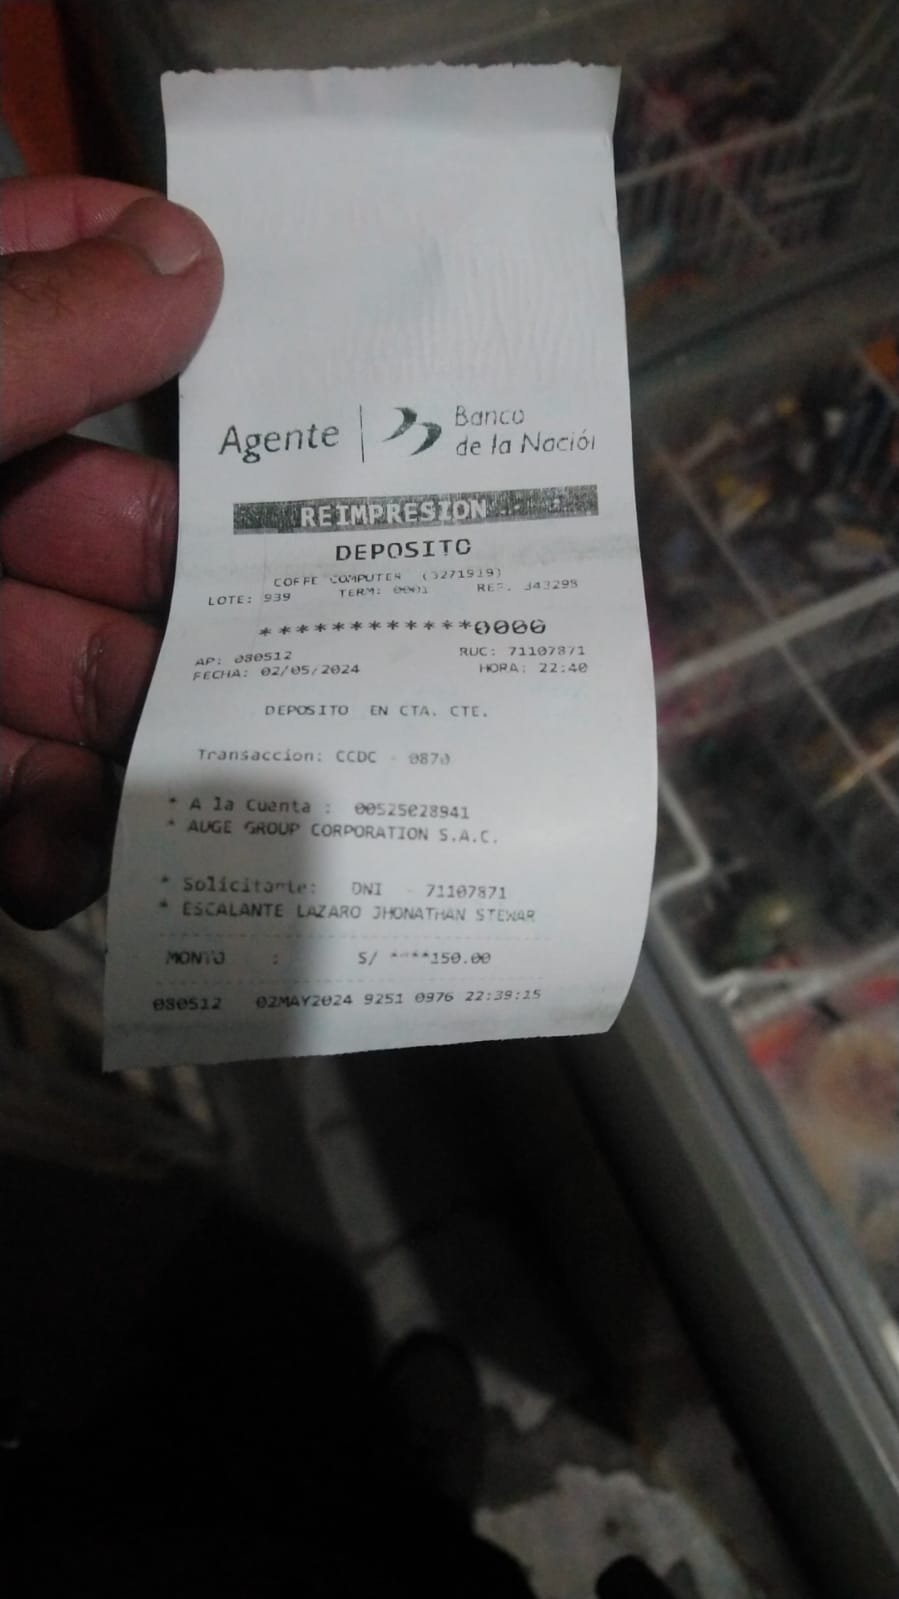 Agente | Banco
de la Nación
REIMPRESION
DEPOSITO
COFFE COMPUTER (3271919)
LOTE: 939 TERM: 0001 REF. 343298
************0000
AP: 080512 RUC: 71107871
FECHA: 02/05/2024 HORA: 22:40
DEPOSITO EN CTA. CTE.
Transaccion: CCDC - 0870
* A la Cuenta : 00525028941
* AUGE GROUP CORPORATION S.A.C.
* Solicitante: DNI - 71107871
* ESCALANTE LAZARO JHONATHAN STEWAR
MONTO : S/ ****150.00
080512 02MAY2024 9251 0976 22:39:15